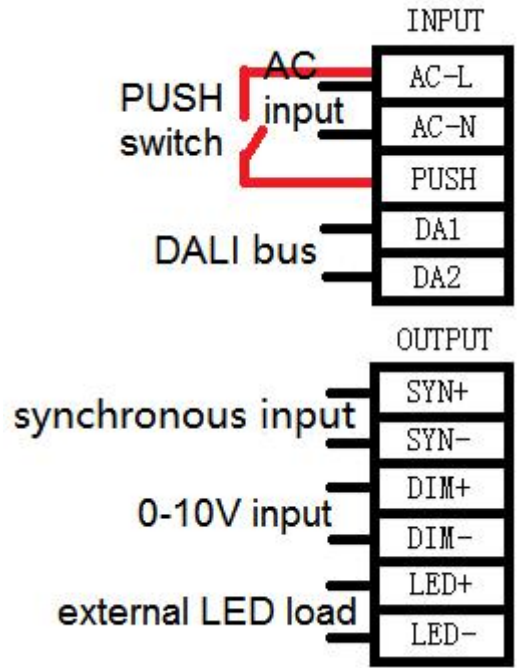 INPUT
AC input
AC-L
PUSH switch
AC-N
PUSH
DALI bus
DA1
DA2
OUTPUT
synchronous input
SYN+
SYN-
0-10V input
DIM+
DIM-
external LED load
LED+
LED-